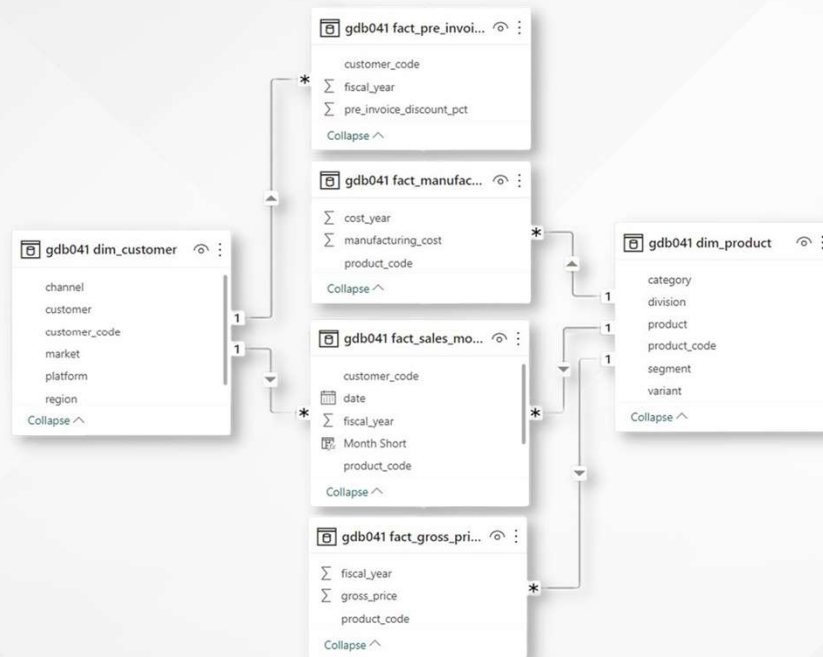 gdb041 fact_pre_invoi...
customer_code
fiscal_year
pre_invoice_discount_pct
Collapse
gdb041 fact_manufac...
cost_year
manufacturing_cost
product_code
Collapse
gdb041 dim_customer
channel
customer
customer_code
market
platform
region
Collapse
gdb041 fact_sales_mo...
customer_code
date
fiscal_year
Month Short
product_code
Collapse
gdb041 fact_gross_pri...
fiscal_year
gross_price
product_code
Collapse
gdb041 dim_product
category
division
product
product_code
segment
variant
Collapse
*
1
1
*
*
1
1
1
*
*